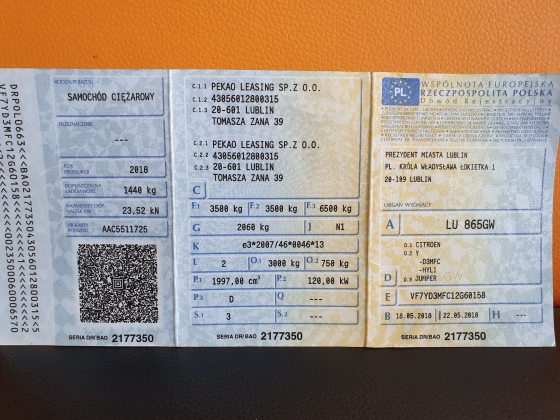 RODZAJ POJAZDU
SAMOCHÓD CIĘŻAROWY
PRZEZNACZENIE
---
ROK PRODUKCJI
2018
DOPUSZCZALNA ŁADOWNOŚĆ
1440 kg
NAJWIĘKSZY DOP. NACISK OSI
23,52 kN
NR KARTY POJAZDU
AAC5511725
SERIA DR/BAO 2177350
C.1.1 PEKAO LEASING SP.Z O.O.
C.1.2 43056012800315
C.1.3 20-601 LUBLIN
TOMASZA ZANA 39
C.2.1 PEKAO LEASING SP.Z O.O.
C.2.2 43056012800315
C.2.3 20-601 LUBLIN
TOMASZA ZANA 39
C
F.1 3500 kg F.2 3500 kg F.3 6500 kg
G 2060 kg J N1
K e3*2007/46*0046*13
L 2 O.1 3000 kg O.2 750 kg
P.1 1997,00 cm³ P.2 120,00 kW
P.3 D Q ---
S.1 3 S.2 ---
SERIA DR/BAO 2177350
PL
WSPÓLNOTA EUROPEJSKA
RZECZPOSPOLITA POLSKA
Dowód Rejestracyjny
PREZYDENT MIASTA LUBLIN
PL. KRÓLA WŁADYSŁAWA ŁOKIETKA 1
20-109 LUBLIN
ORGAN WYDAJĄCY
A LU 865GW
D.1 CITROEN
D.2 Y
-D3MFC
-HYL1
D D.3 JUMPER
E VF7YD3MFC12G60158
B 18.05.2018 22.05.2018 H ---
SERIA DR/BAO 2177350